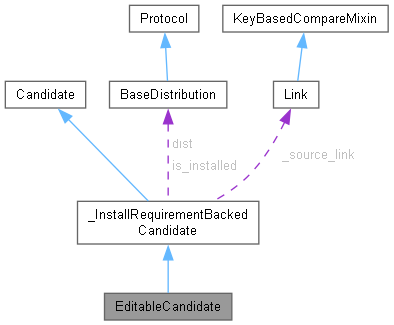 Protocol
KeyBasedCompareMixin
Candidate
BaseDistribution
Link
dist
is_installed
_source_link
_InstallRequirementBacked
Candidate
EditableCandidate